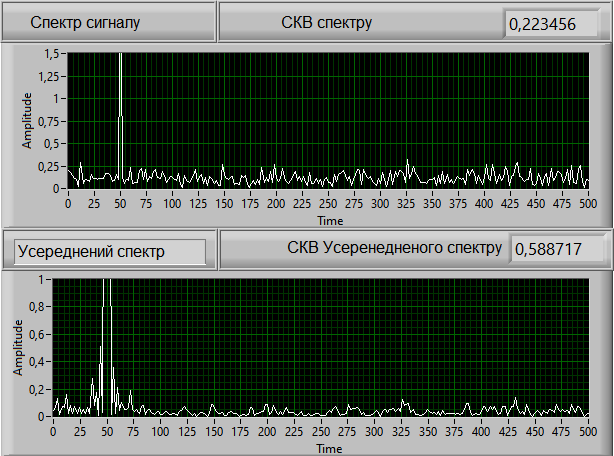 Спектр сигналу
СКВ спектру
0,223456
1,5
1,25
1
0,75
0,5
0,25
0
Amplitude
0 25 50 75 100 125 150 175 200 225 250 275 300 325 350 375 400 425 450 475 500
Time
Усереднений спектр
СКВ Усеренедненого спектру
0,588717
1
0,8
0,6
0,4
0,2
0
Amplitude
0 25 50 75 100 125 150 175 200 225 250 275 300 325 350 375 400 425 450 475 500
Time